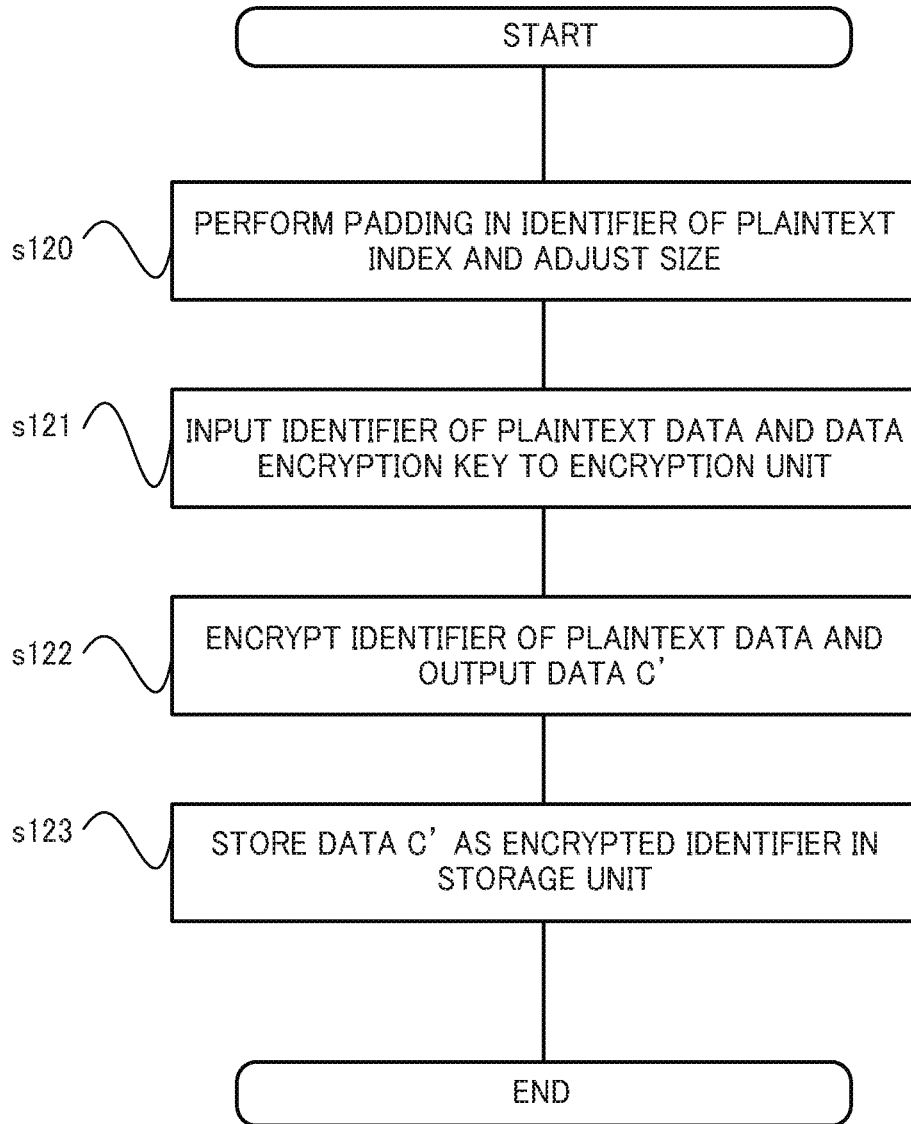 START
s120
PERFORM PADDING IN IDENTIFIER OF PLAINTEXT
INDEX AND ADJUST SIZE
s121
INPUT IDENTIFIER OF PLAINTEXT DATA AND DATA
ENCRYPTION KEY TO ENCRYPTION UNIT
s122
ENCRYPT IDENTIFIER OF PLAINTEXT DATA AND
OUTPUT DATA C'
s123
STORE DATA C' AS ENCRYPTED IDENTIFIER IN
STORAGE UNIT
END